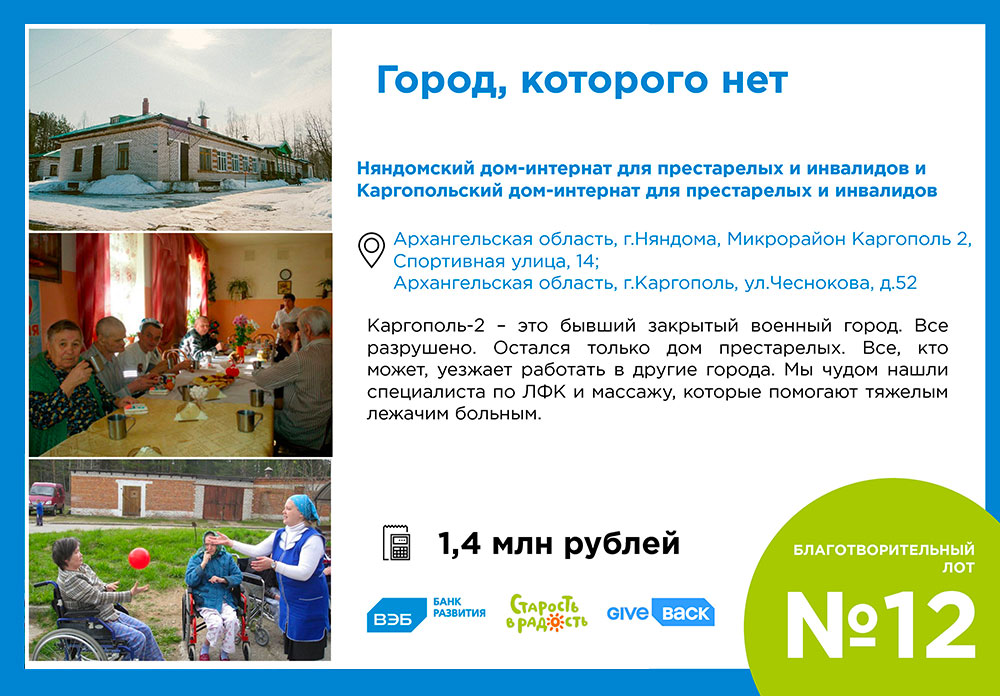 Город, которого нет
Няндомский дом-интернат для престарелых и инвалидов и
Каргопольский дом-интернат для престарелых и инвалидов
Архангельская область, г.Няндома, Микрорайон Каргополь 2,
Спортивная улица, 14;
Архангельская область, г.Каргополь, ул.Чеснокова, д.52
Каргополь-2 – это бывший закрытый военный город. Все
разрушено. Остался только дом престарелых. Все, кто
может, уезжает работать в другие города. Мы чудом нашли
специалиста по ЛФК и массажу, которые помогают тяжелым
лежачим больным.
1,4 млн рублей
ВЭБ БАНК
РАЗВИТИЯ
Старость
в радость
GIVE BACK
БЛАГОТВОРИТЕЛЬНЫЙ
ЛОТ
№12